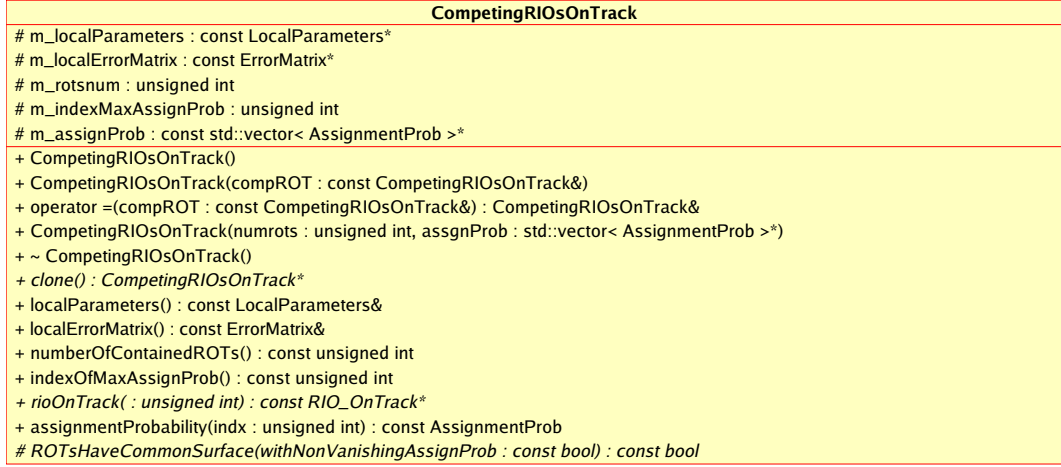 CompetingRIOsOnTrack
# m_localParameters : const LocalParameters*
# m_localErrorMatrix : const ErrorMatrix*
# m_rotsnum : unsigned int
# m_indexMaxAssignProb : unsigned int
# m_assignProb : const std::vector< AssignmentProb >*
+ CompetingRIOsOnTrack()
+ CompetingRIOsOnTrack(compROT : const CompetingRIOsOnTrack&)
+ operator =(compROT : const CompetingRIOsOnTrack&) : CompetingRIOsOnTrack&
+ CompetingRIOsOnTrack(numrots : unsigned int, assgnProb : std::vector< AssignmentProb >*)
+ ~ CompetingRIOsOnTrack()
+ clone() : CompetingRIOsOnTrack*
+ localParameters() : const LocalParameters&
+ localErrorMatrix() : const ErrorMatrix&
+ numberOfContainedROTs() : const unsigned int
+ indexOfMaxAssignProb() : const unsigned int
+ rioOnTrack( : unsigned int) : const RIO_OnTrack*
+ assignmentProbability(indx : unsigned int) : const AssignmentProb
# ROTsHaveCommonSurface(withNonVanishingAssignProb : const bool) : const bool